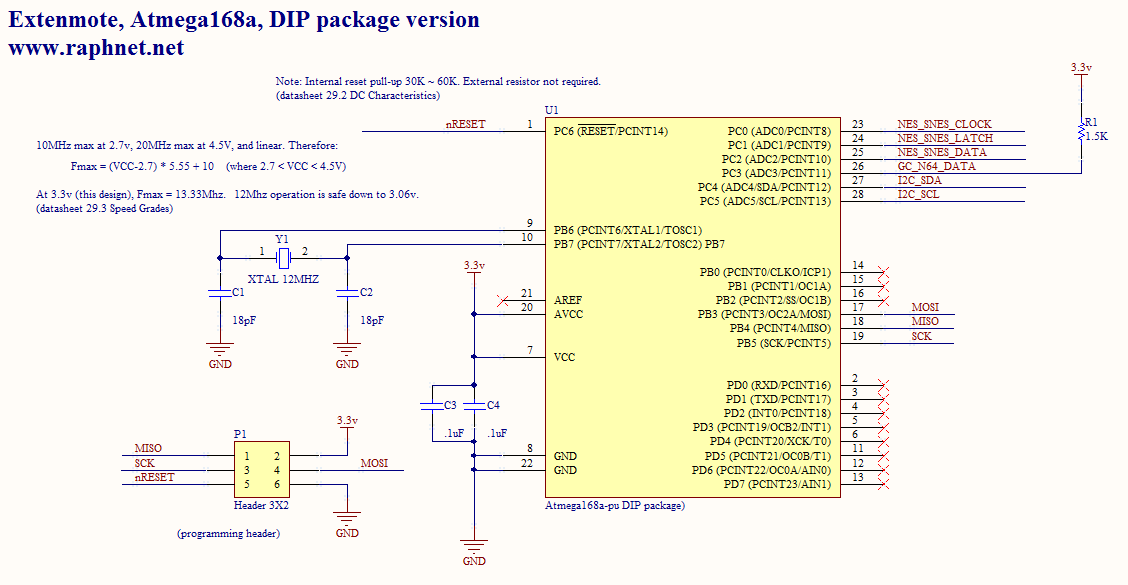 Extenmote, Atmega168a, DIP package version
www.raphnet.net
Note: Internal reset pull-up 30K ~ 60K. External resistor not required.
(datasheet 29.2 DC Characteristics)
10MHz max at 2.7v, 20MHz max at 4.5V, and linear. Therefore:
Fmax = (VCC-2.7) * 5.55 + 10 (where 2.7 < VCC < 4.5V)
At 3.3v (this design), Fmax = 13.33Mhz. 12Mhz operation is safe down to 3.06v.
(datasheet 29.3 Speed Grades)
3.3v
R1
1.5K
U1
nRESET 1 PC6 (RESET/PCINT14)
PC0 (ADC0/PCINT8) 23 NES_SNES_CLOCK
PC1 (ADC1/PCINT9) 24 NES_SNES_LATCH
PC2 (ADC2/PCINT10) 25 NES_SNES_DATA
PC3 (ADC3/PCINT11) 26 GC_N64_DATA
PC4 (ADC4/SDA/PCINT12) 27 I2C_SDA
PC5 (ADC5/SCL/PCINT13) 28 I2C_SCL
9 PB6 (PCINT6/XTAL1/TOSC1)
10 PB7 (PCINT7/XTAL2/TOSC2) PB7
Y1
1 2
XTAL 12MHZ
C1
18pF
GND
C2
18pF
GND
3.3v
21 AREF
20 AVCC
7 VCC
PB0 (PCINT0/CLKO/ICP1) 14
PB1 (PCINT1/OC1A) 15
PB2 (PCINT2/SS/OC1B) 16
PB3 (PCINT3/OC2A/MOSI) 17 MOSI
PB4 (PCINT4/MISO) 18 MISO
PB5 (SCK/PCINT5) 19 SCK
C3
.1uF
C4
.1uF
8 GND
22 GND
GND
PD0 (RXD/PCINT16) 2
PD1 (TXD/PCINT17) 3
PD2 (INT0/PCINT18) 4
PD3 (PCINT19/OCB2/INT1) 5
PD4 (PCINT20/XCK/T0) 6
PD5 (PCINT21/OC0B/T1) 11
PD6 (PCINT22/OC0A/AIN0) 12
PD7 (PCINT23/AIN1) 13
Atmega168a-pu DIP package)
3.3v
P1
MISO 1 2
SCK 3 4 MOSI
nRESET 5 6
Header 3X2
GND
(programming header)